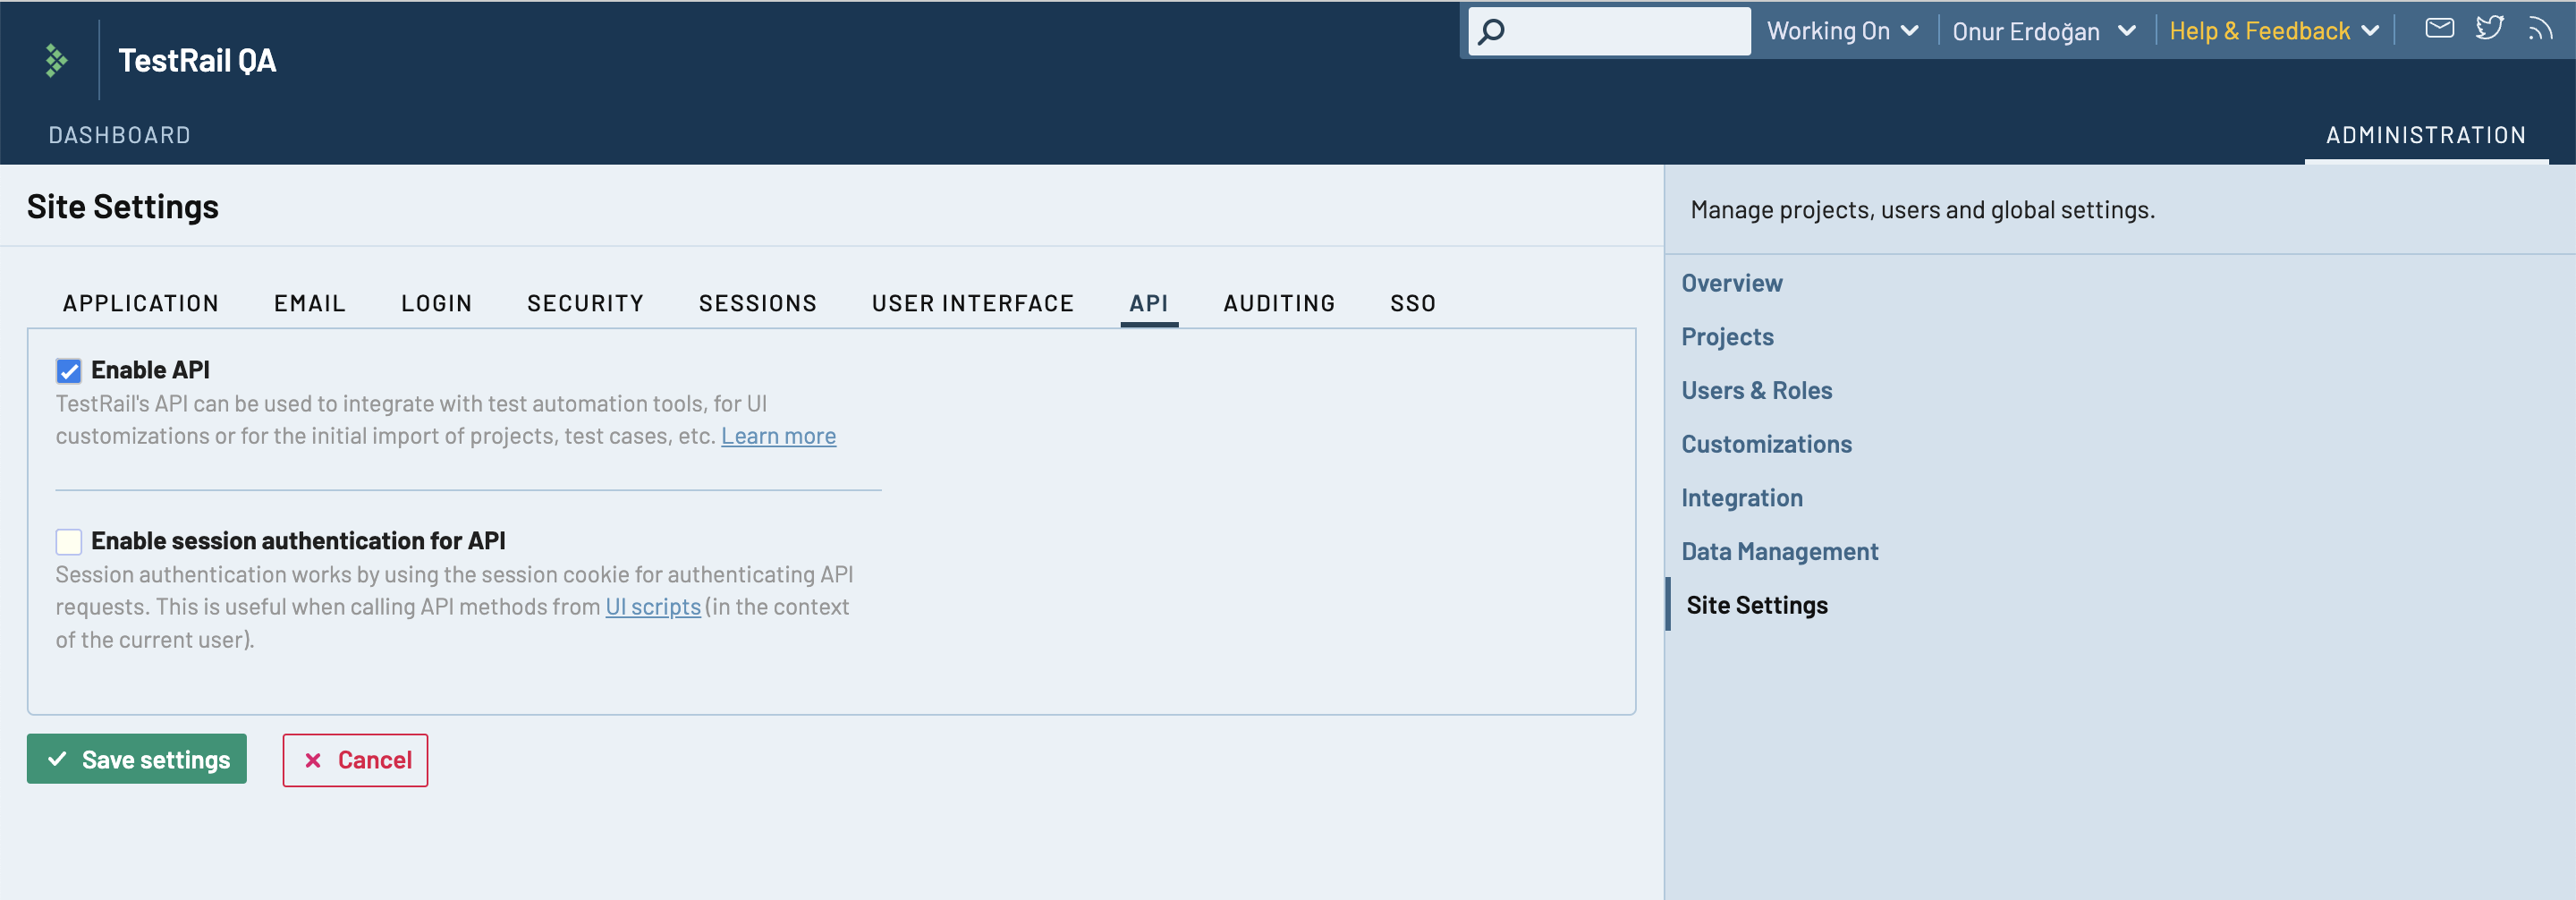 TestRail QA
Working On
Onur Erdoğan
Help & Feedback
DASHBOARD
ADMINISTRATION
Site Settings
APPLICATION
EMAIL
LOGIN
SECURITY
SESSIONS
USER INTERFACE
API
AUDITING
SSO
Enable API
TestRail's API can be used to integrate with test automation tools, for UI
customizations or for the initial import of projects, test cases, etc. Learn more
Enable session authentication for API
Session authentication works by using the session cookie for authenticating API
requests. This is useful when calling API methods from UI scripts (in the context
of the current user).
Save settings
Cancel
Manage projects, users and global settings.
Overview
Projects
Users & Roles
Customizations
Integration
Data Management
Site Settings